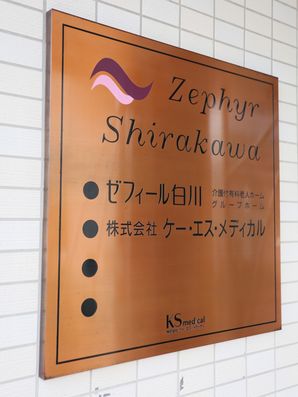 Zephyr
Shirakawa
● ゼフィール白川 介護付有料老人ホーム
グループホーム
● 株式会社 ケー・エス・メディカル
●
●
KS medical